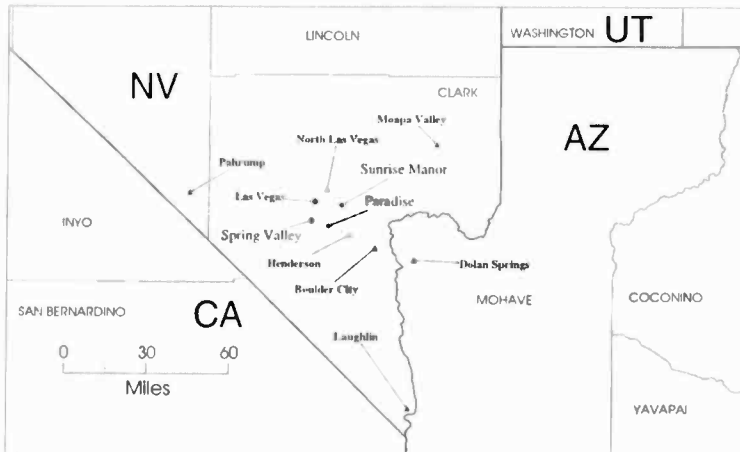 LINCOLN
WASHINGTON UT
NV
CLARK
AZ
Moapa Valley
North Las Vegas
Pahrump
Sunrise Manor
Las Vegas
Paradise
INYO
Spring Valley
Henderson
Dolan Springs
Boulder City
MOHAVE
COCONINO
SAN BERNARDINO
CA
Laughlin
0 30 60
Miles
YAVAPAI